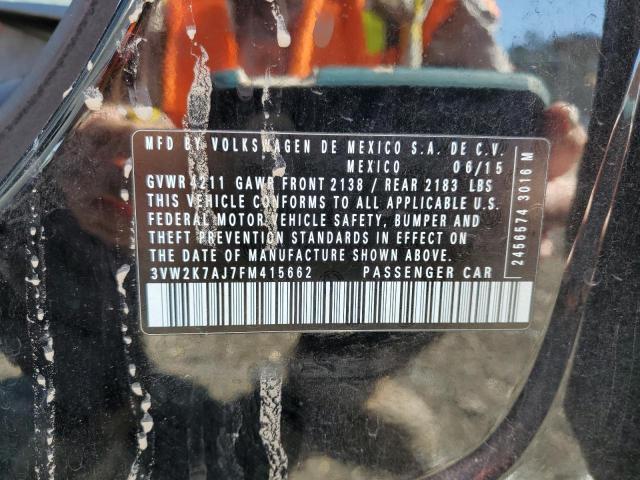 MFD BY VOLKSWAGEN DE MEXICO S.A. DE C.V.
MEXICO 06/15
GVWR 4211 GAWR FRONT 2138 / REAR 2183 LBS
THIS VEHICLE CONFORMS TO ALL APPLICABLE U.S.
FEDERAL MOTOR VEHICLE SAFETY, BUMPER AND
THEFT PREVENTION STANDARDS IN EFFECT ON
THE DATE OF MANUFACTURE SHOWN ABOVE.
3VW2K7AJ7FM415662 PASSENGER CAR
2456574 3016 M